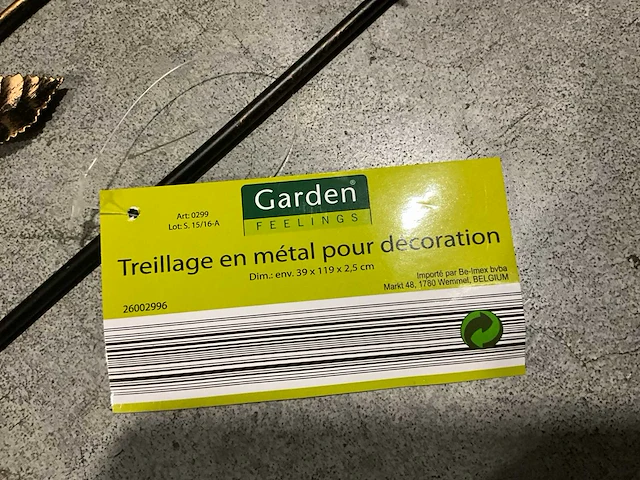 Garden®
FEELINGS
Art: 0299
Lot: S. 15/16-A
Treillage en métal pour décoration
Dim.: env. 39 x 119 x 2,5 cm
Importé par Be-Imex bvba
Markt 48, 1780 Wemmel, BELGIUM
26002996